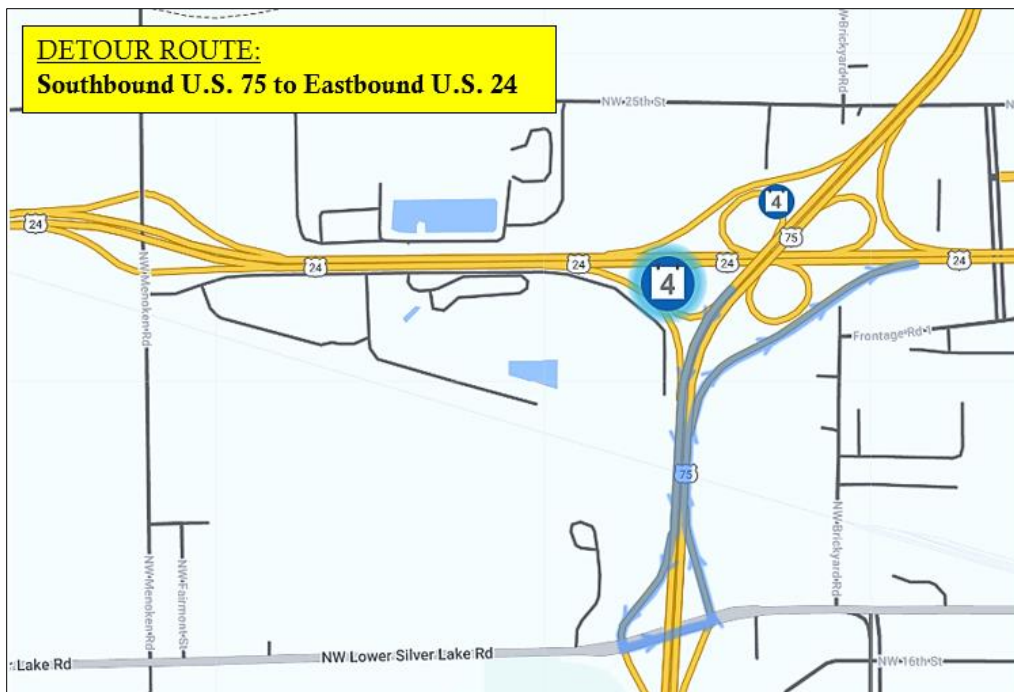 DETOUR ROUTE:
Southbound U.S. 75 to Eastbound U.S. 24
NW 25th St
N
W Brickyard Rd
4
24
75
24
24
24
24
4
NW Menoken Rd
Frontage Rd 1
75
NW Brickyard Rd
NW Menoken Rd
NW Fairmont St
Lake Rd
NW Lower Silver Lake Rd
NW 16th St